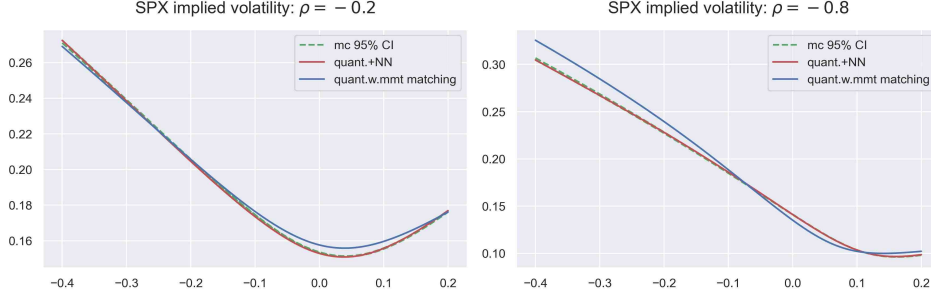 SPX implied volatility: ρ = − 0.2
mc 95% CI
quant.+NN
quant.w.mmt matching
0.26
0.24
0.22
0.20
0.18
0.16
−0.4 −0.3 −0.2 −0.1 0.0 0.1 0.2
SPX implied volatility: ρ = − 0.8
mc 95% CI
quant.+NN
quant.w.mmt matching
0.30
0.25
0.20
0.15
0.10
−0.4 −0.3 −0.2 −0.1 0.0 0.1 0.2